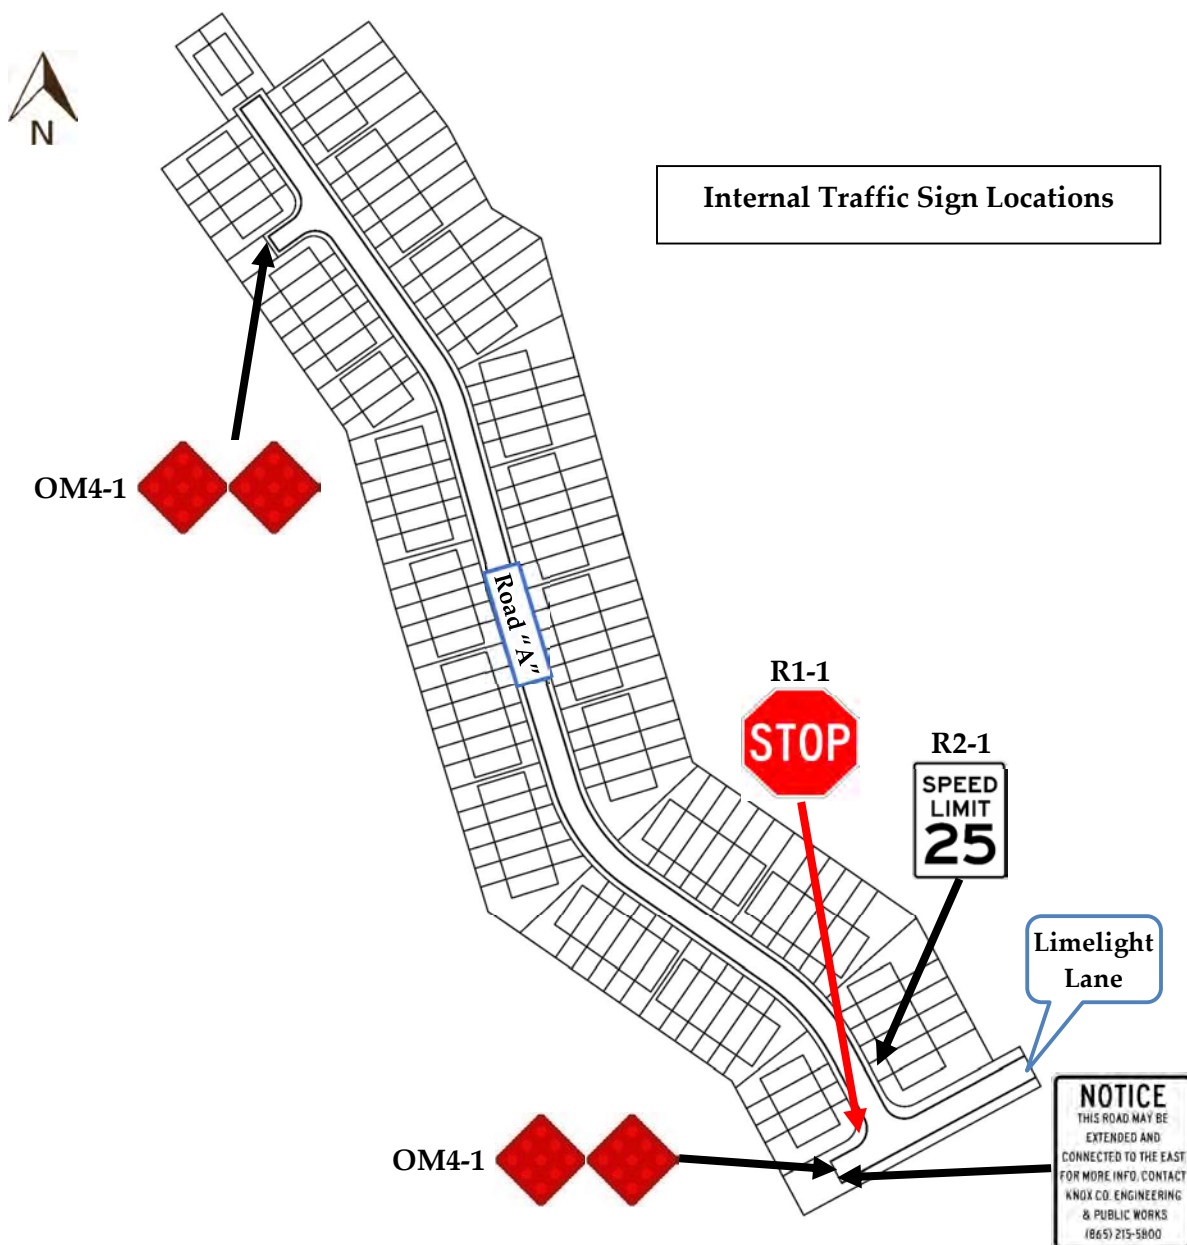 N
Internal Traffic Sign Locations
OM4-1
Road "A"
R1-1
STOP
R2-1
SPEED
LIMIT
25
Limelight
Lane
OM4-1
NOTICE
THIS ROAD MAY BE
EXTENDED AND
CONNECTED TO THE EAST
FOR MORE INFO, CONTACT
KNOX CO. ENGINEERING
& PUBLIC WORKS
(865) 215-5800